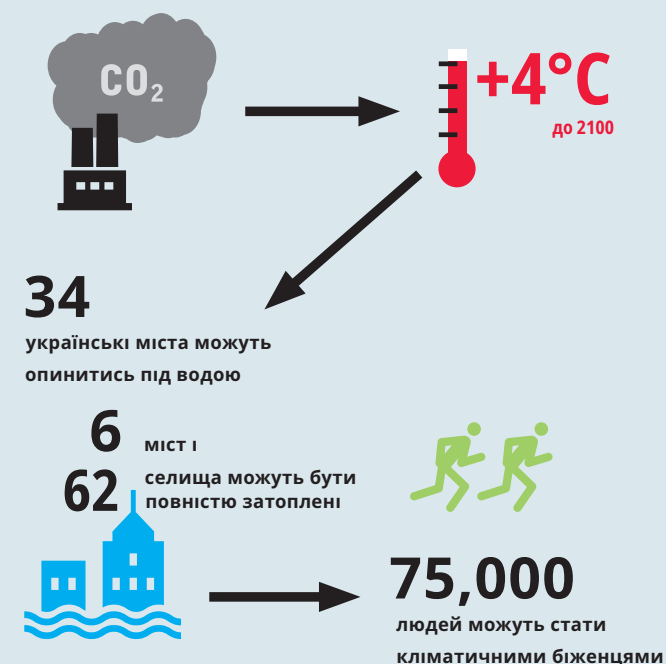 CO₂
+4°C
до 2100
34
українські міста можуть
опинитись під водою
6 міст і
62 селища можуть бути
повністю затоплені
75,000
людей можуть стати
кліматичними біженцями